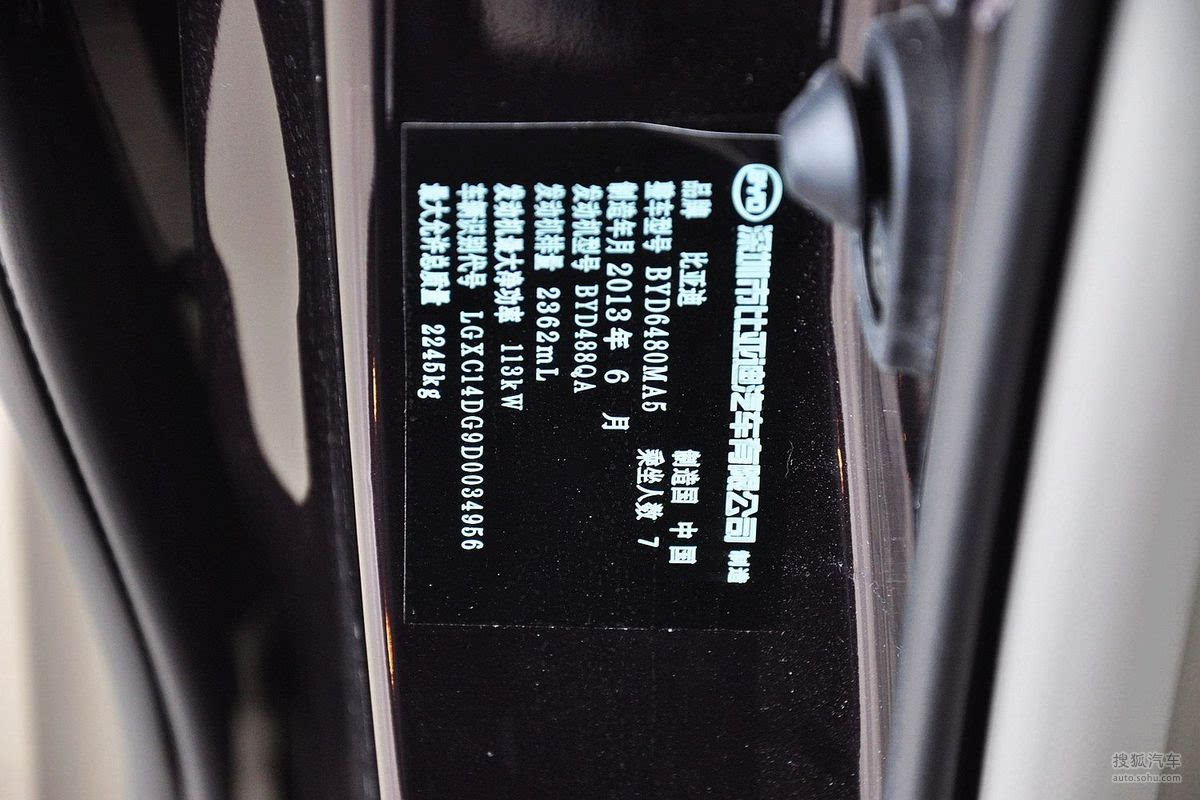 BYD 深圳市比亚迪汽车有限公司 制造
品牌 比亚迪 制造国 中国
整车型号 BYD6480MA5 乘坐人数 7
制造年月 2013年 6 月
发动机型号 BYD488QA
发动机排量 2362mL
发动机最大净功率 113kW
车辆识别代号 LGXC14DG9D0034956
最大允许总质量 2245kg
搜狐汽车
auto.sohu.com